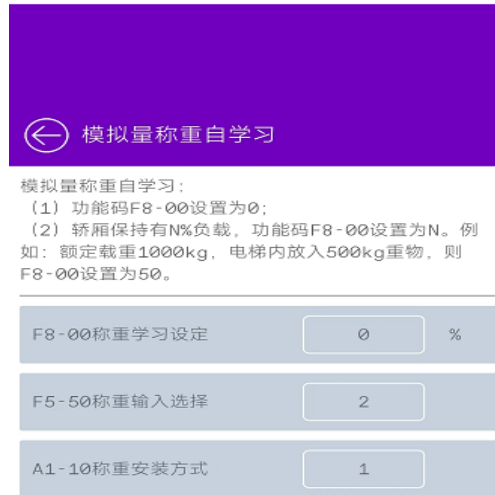 模拟量称重自学习
模拟量称重自学习：
（1）功能码F8-00设置为0；
（2）轿厢保持有N%负载，功能码F8-00设置为N。例
如：额定载重1000kg，电梯内放入500kg重物，则
F8-00设置为50。
F8-00称重学习设定 0 %
F5-50称重输入选择 2
A1-10称重安装方式 1